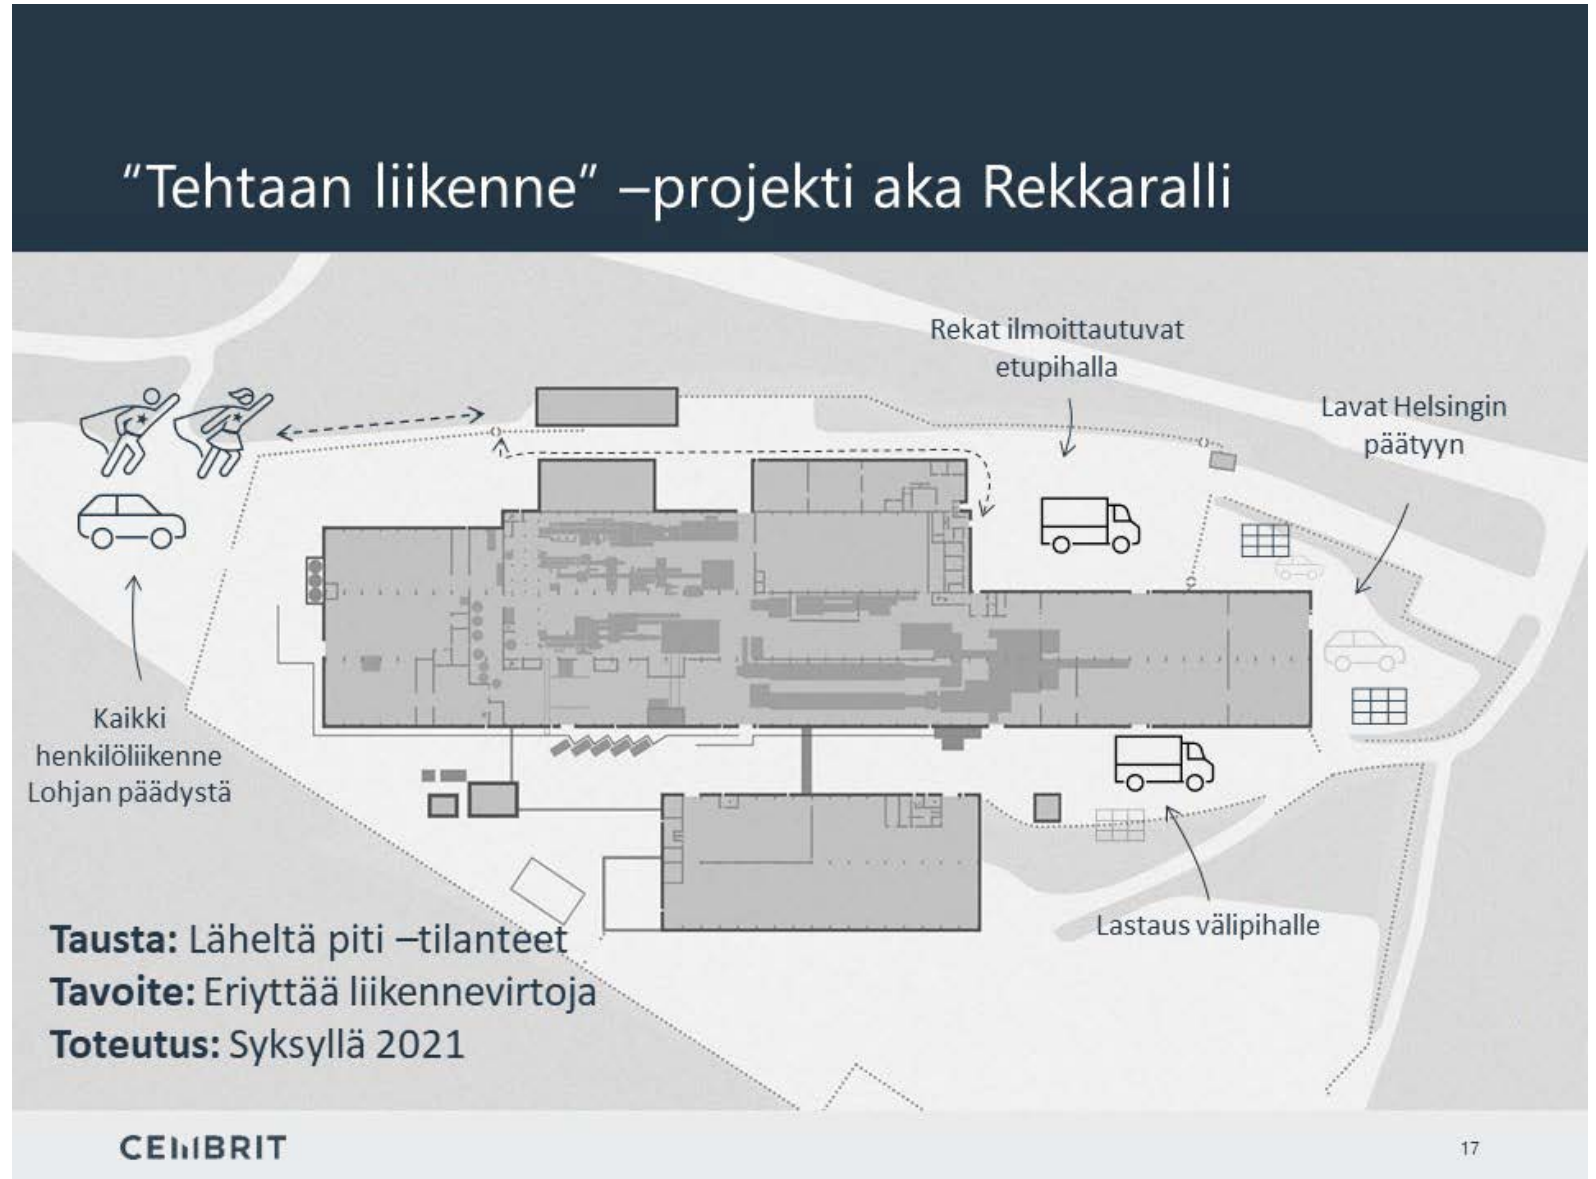 "Tehtaan liikenne" –projekti aka Rekkaralli
Rekat ilmoittautuvat
etupihalla
Lavat Helsingin
päätyyn
Kaikki
henkilöliikenne
Lohjan päädystä
Lastaus välipihalle
Tausta: Läheltä piti –tilanteet
Tavoite: Eriyttää liikennevirtoja
Toteutus: Syksyllä 2021
CEMBRIT
17